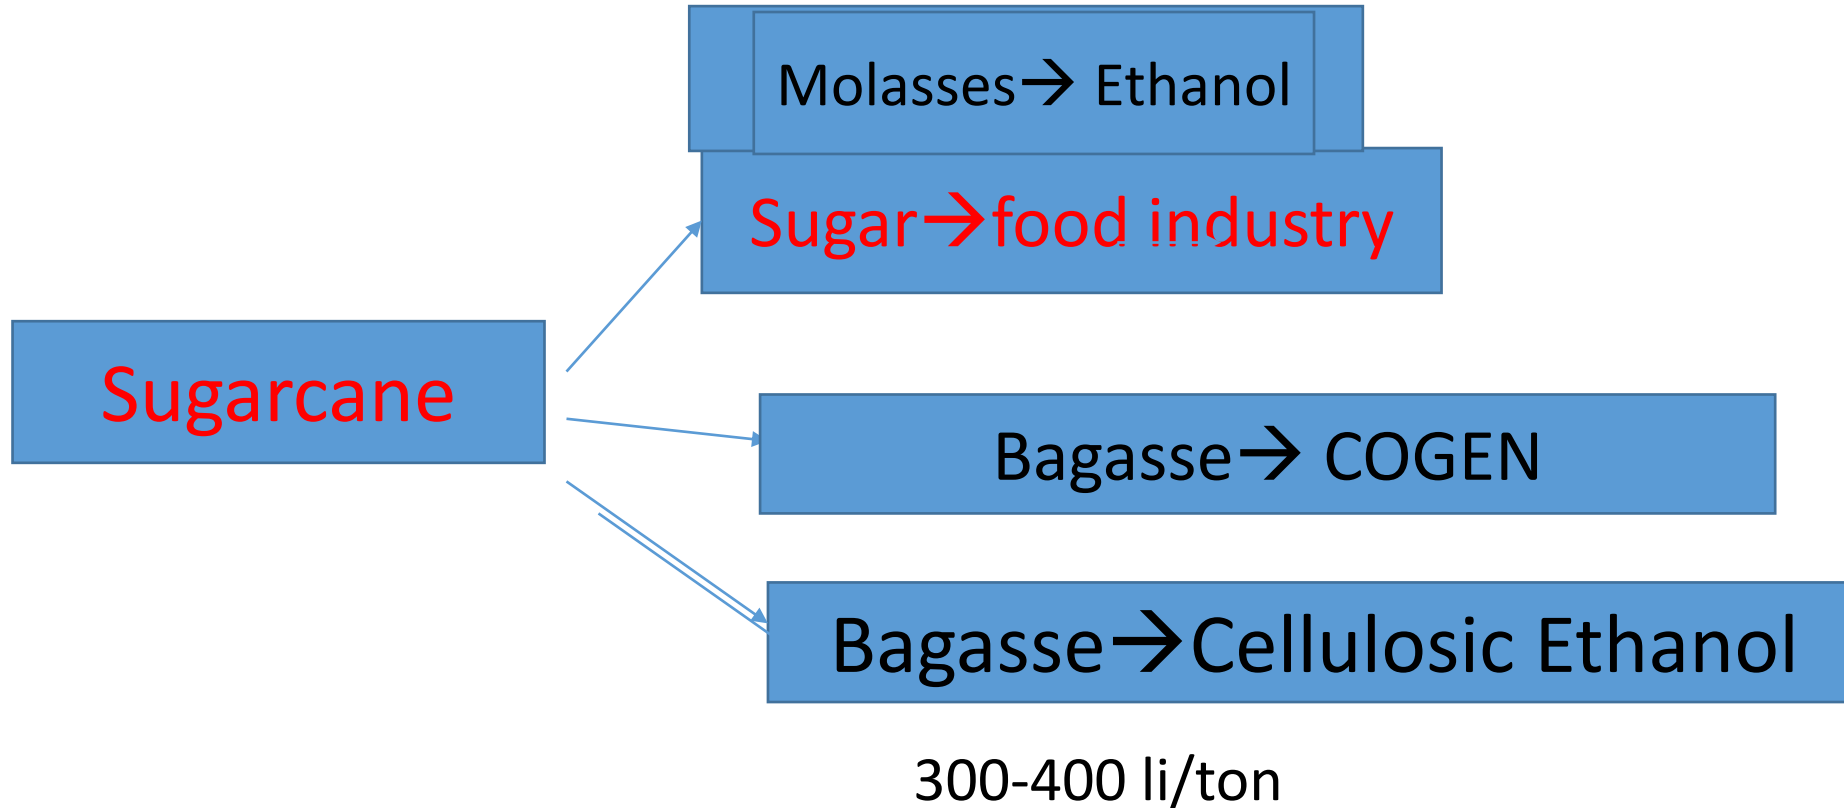 Molasses→ Ethanol
Sugar→food industry
Sugarcane
Bagasse→ COGEN
Bagasse→Cellulosic Ethanol
300-400 li/ton